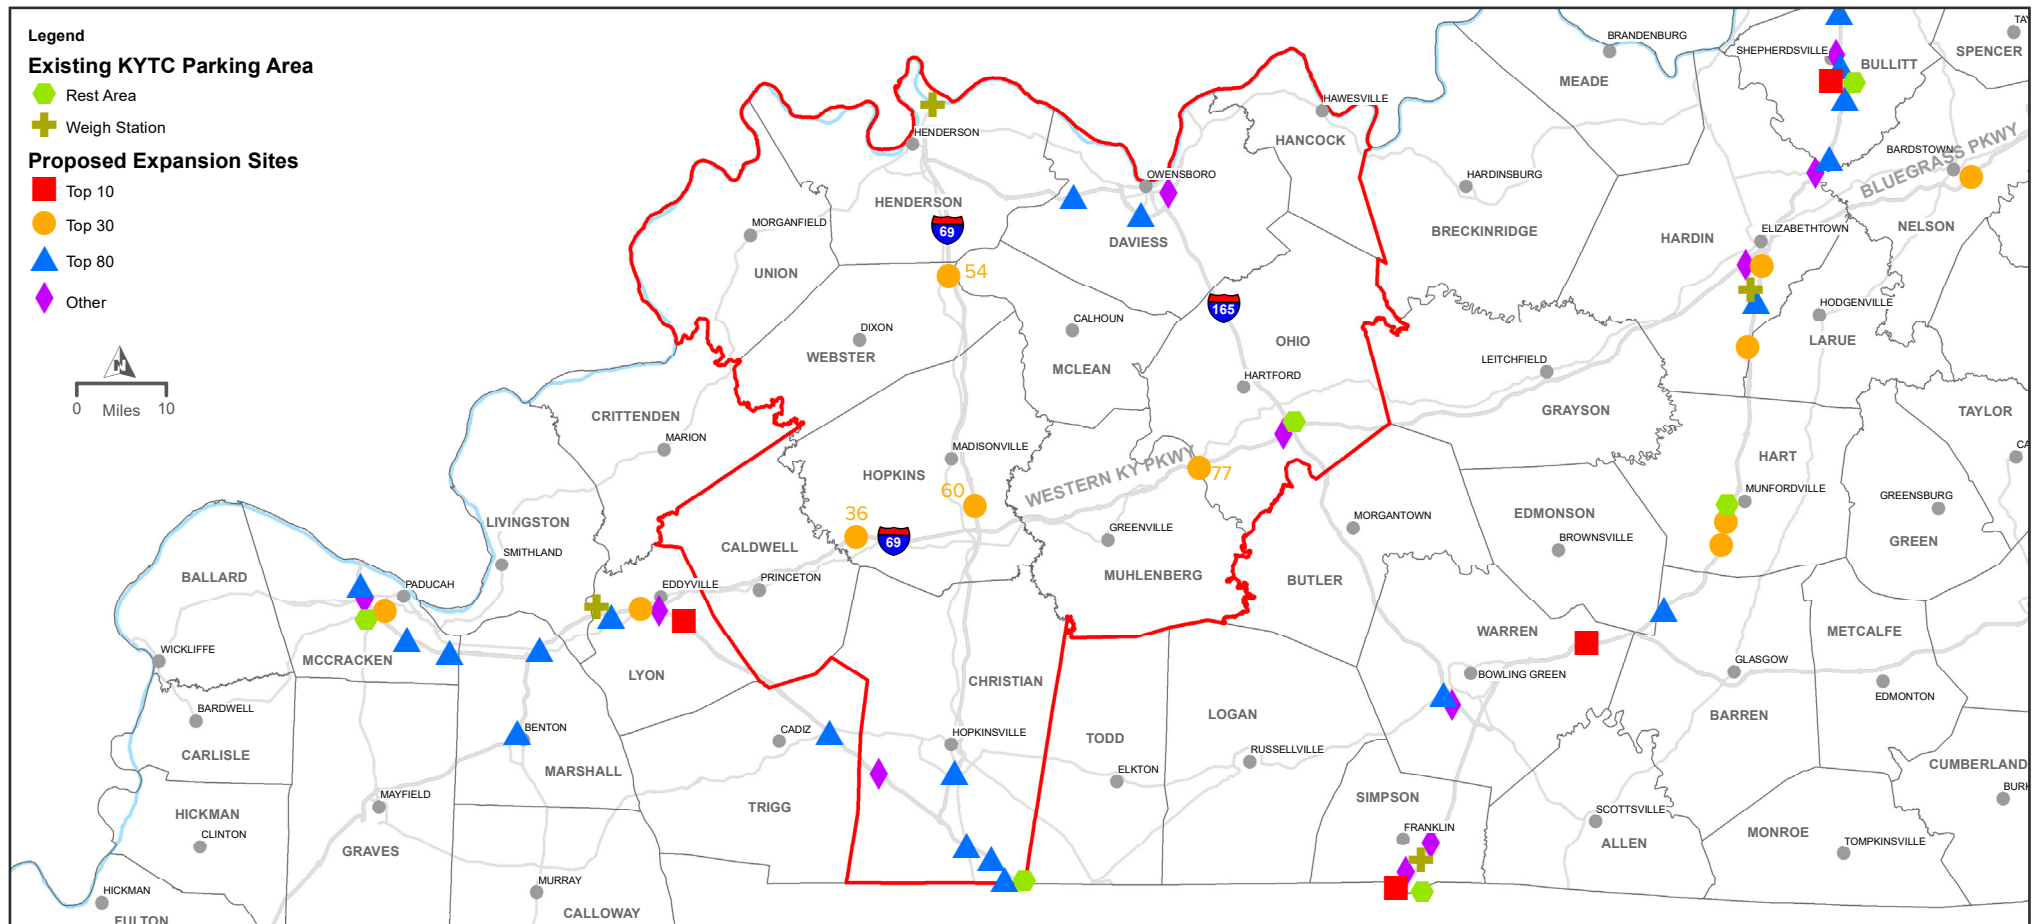 Legend
Existing KYTC Parking Area
Rest Area
Weigh Station
Proposed Expansion Sites
Top 10
Top 30
Top 80
Other
N
0 Miles 10
BRANDENBURG
MEADE
SHEPHERDSVILLE
BULLITT
TAY
SPENCER
HAWESVILLE
HANCOCK
HENDERSON
HENDERSON
69
OWENSBORO
DAVIESS
HARDINSBURG
BRECKINRIDGE
BARDSTOWN
BLUEGRASS PKWY
NELSON
HARDIN
ELIZABETHTOWN
MORGANFIELD
UNION
54
165
HODGENVILLE
LARUE
DIXON
WEBSTER
CALHOUN
MCLEAN
OHIO
HARTFORD
LEITCHFIELD
GRAYSON
TAYLOR
CA
CRITTENDEN
MARION
MADISONVILLE
HOPKINS
60
WESTERN KY PKWY
77
HART
MUNFORDVILLE
GREENSBURG
GREEN
36
69
GREENVILLE
MUHLENBERG
MORGANTOWN
BUTLER
EDMONSON
BROWNSVILLE
LIVINGSTON
SMITHLAND
CALDWELL
PRINCETON
EDDYVILLE
LYON
BALLARD
PADUCAH
WICKLIFFE
MCCRACKEN
WARREN
BOWLING GREEN
METCALFE
GLASGOW
EDMONTON
BARREN
CHRISTIAN
HOPKINSVILLE
LOGAN
TODD
RUSSELLVILLE
ELKTON
BARDWELL
CARLISLE
BENTON
MARSHALL
CADIZ
TRIGG
CUMBERLAND
BURK
HICKMAN
CLINTON
MAYFIELD
GRAVES
SIMPSON
FRANKLIN
SCOTTSVILLE
ALLEN
MONROE
TOMPKINSVILLE
HICKMAN
FULTON
MURRAY
CALLOWAY